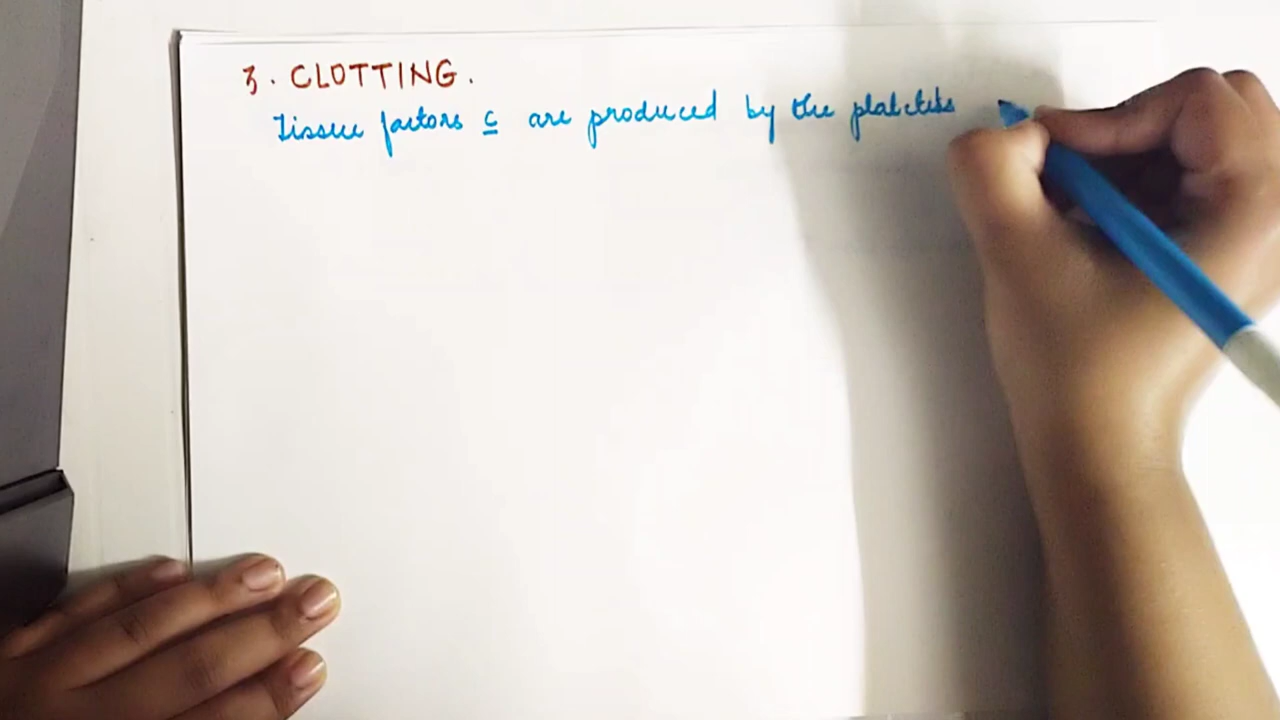 3. CLOTTING.
Tissue factors c̲ are produced by the platelets